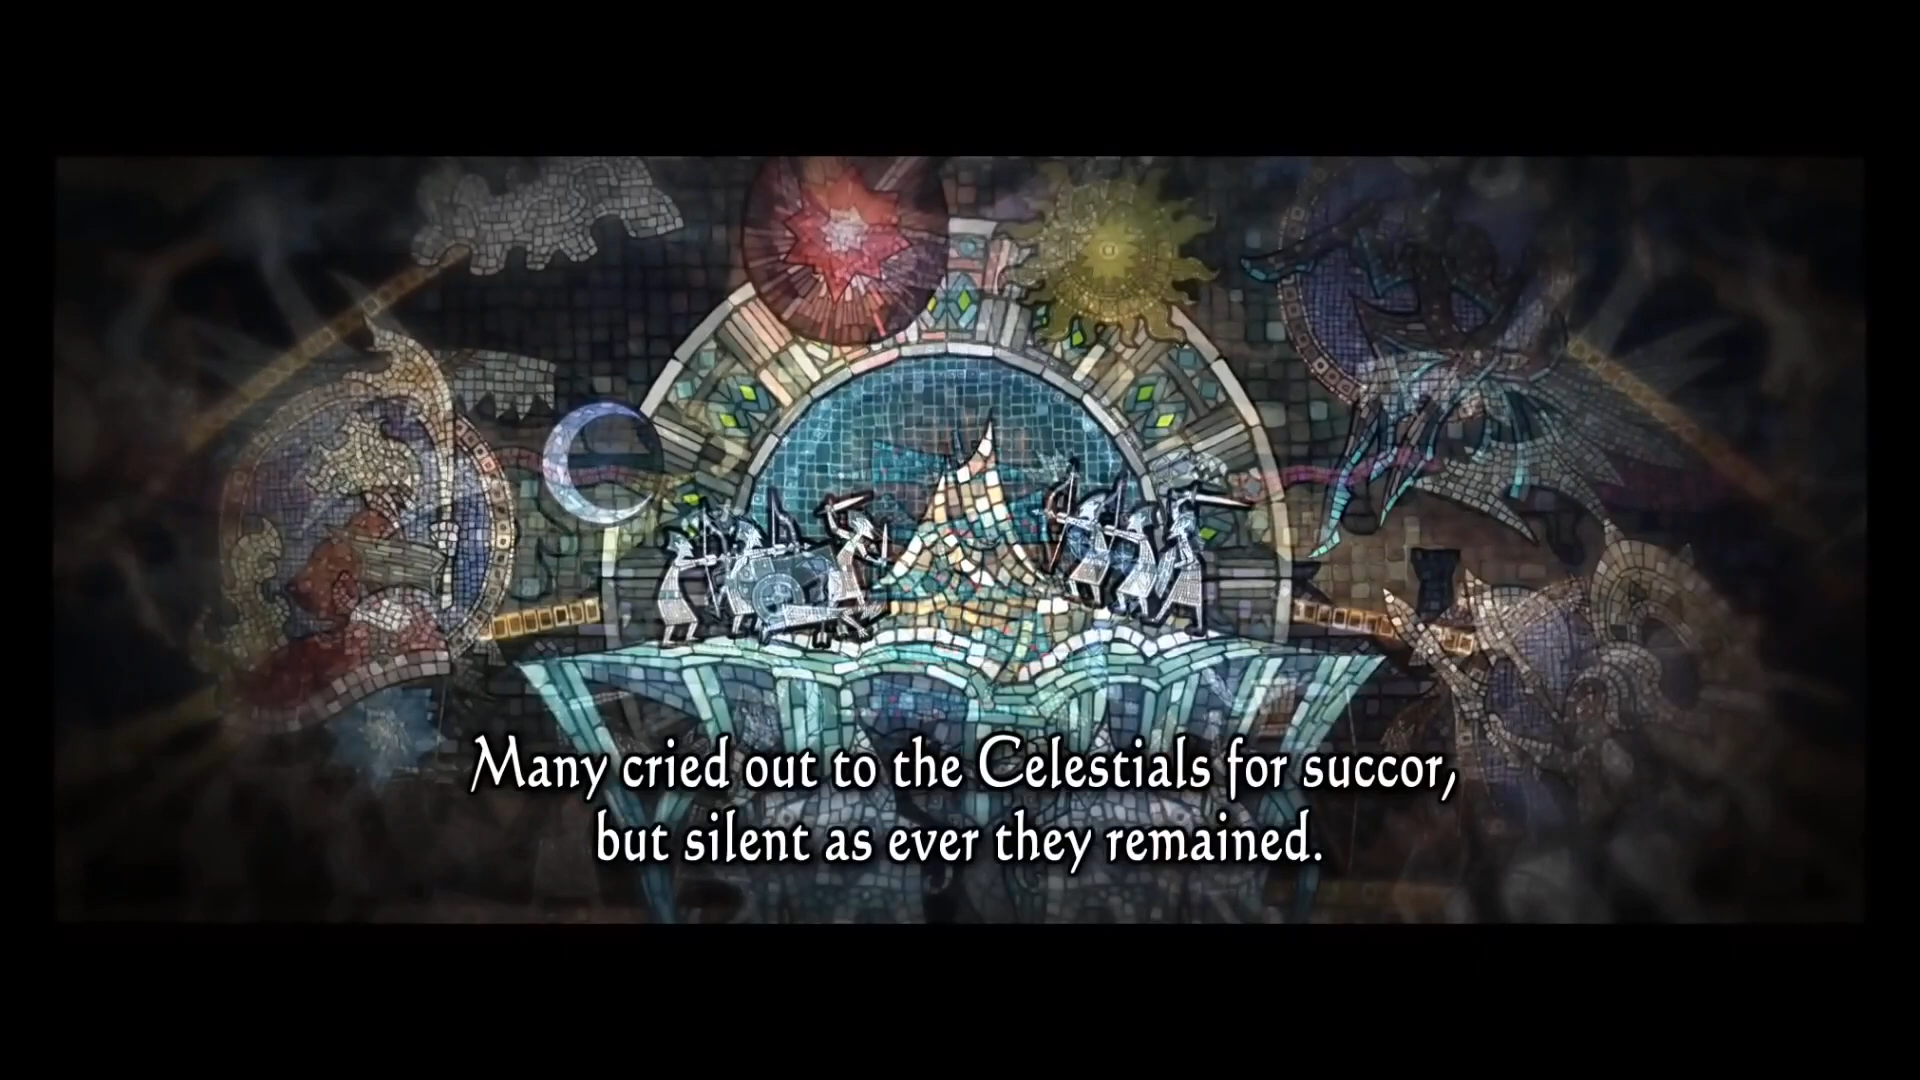 Many cried out to the Celestials for succor,
but silent as ever they remained.